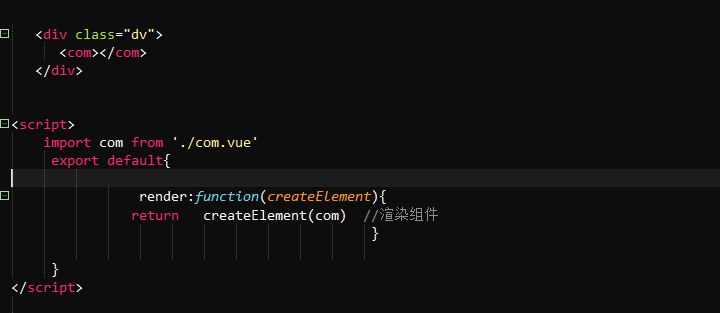 <div class="dv">
<com></com>
</div>
<script>
import com from './com.vue'
export default{
render:function(createElement){
return createElement(com) //渲染组件
}
}
</script>